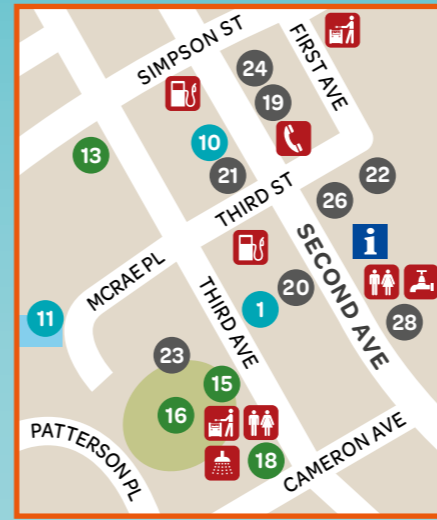 SIMPSON ST
FIRST AVE
24
19
10
13
21
22
THIRD ST
26
MCRAE PL
i
SECOND AVE
THIRD AVE
20
1
28
11
23
15
16
18
PATTERSON PL
CAMERON AVE